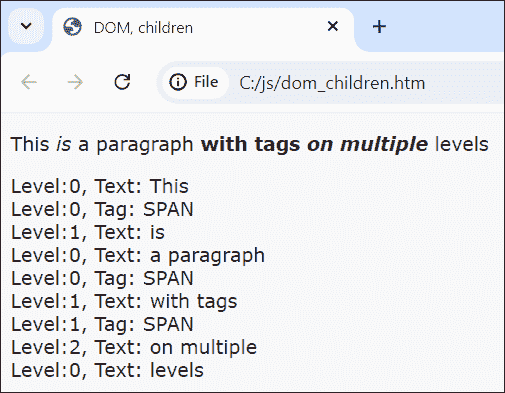 DOM, children
File C:/js/dom_children.htm
This is a paragraph with tags on multiple levels
Level:0, Text: This
Level:0, Tag: SPAN
Level:1, Text: is
Level:0, Text: a paragraph
Level:0, Tag: SPAN
Level:1, Text: with tags
Level:1, Tag: SPAN
Level:2, Text: on multiple
Level:0, Text: levels